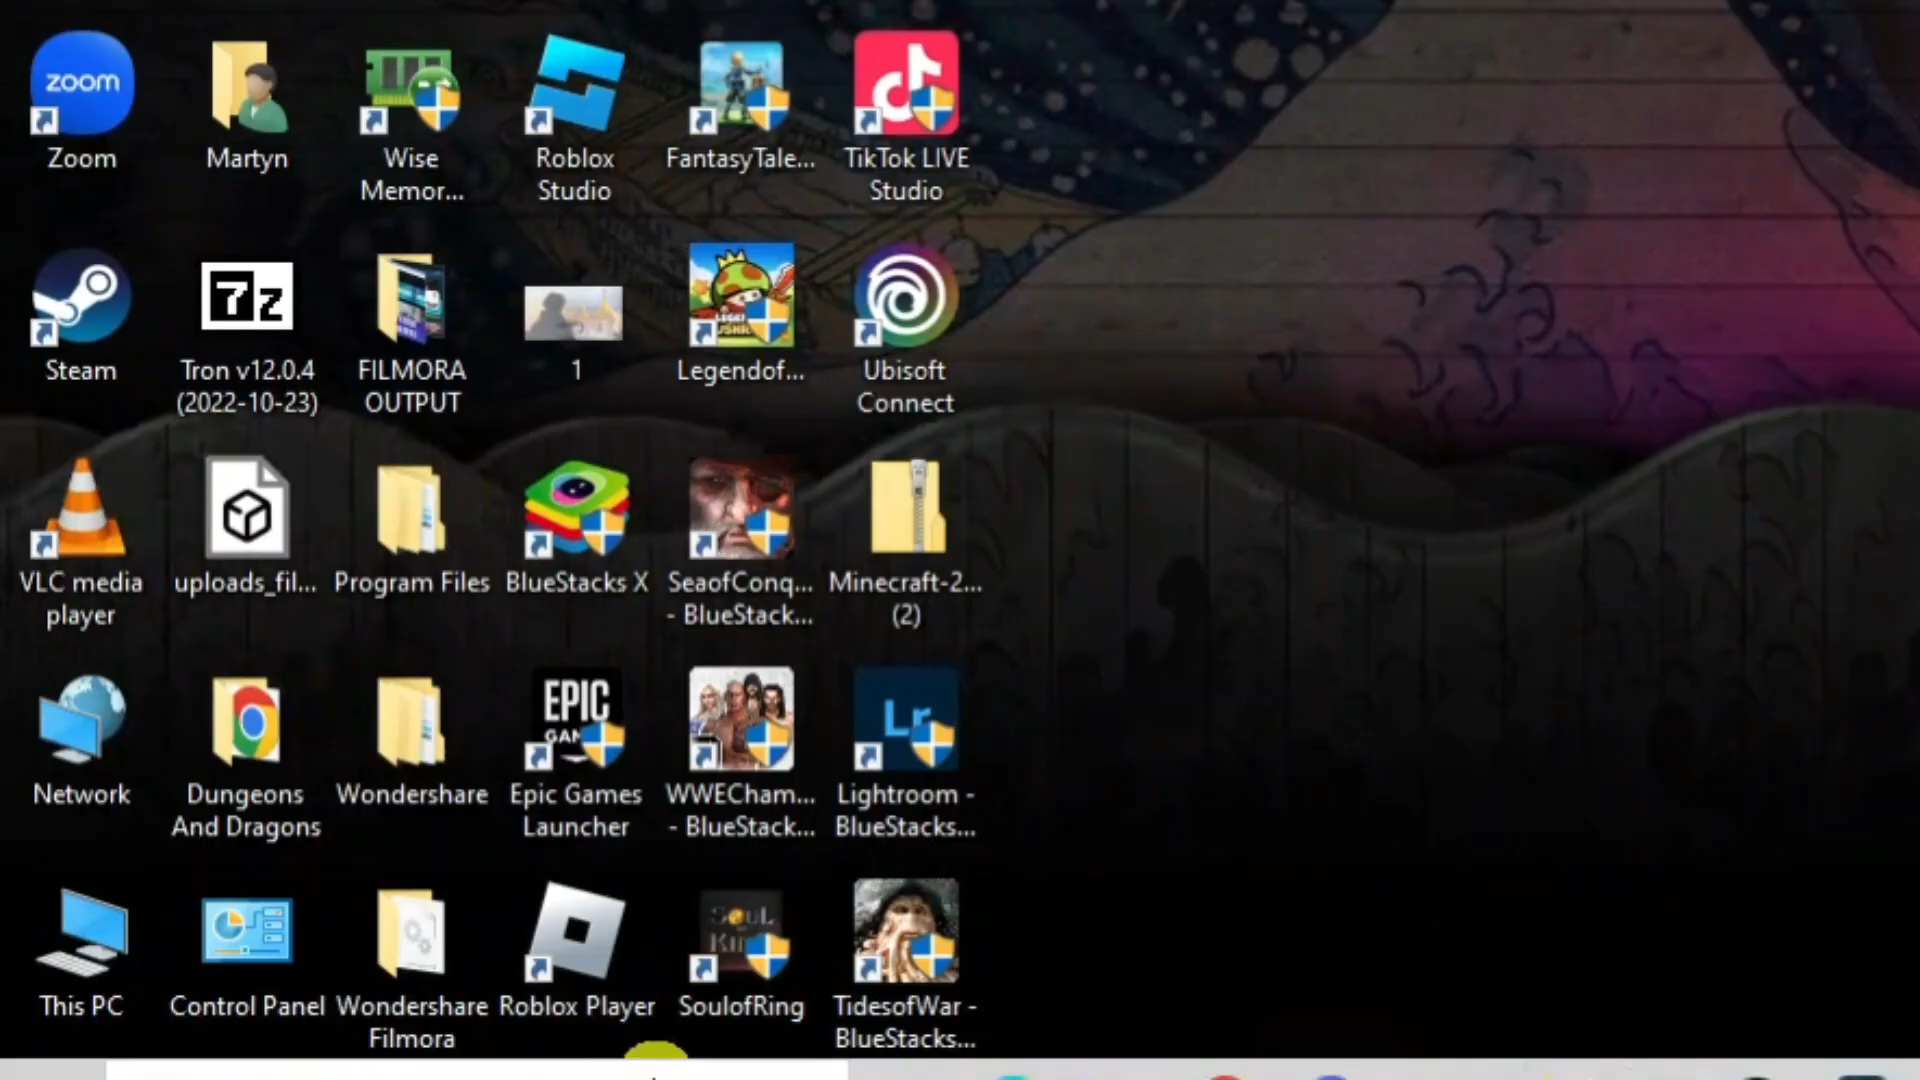 zoom
Zoom
Martyn
Wise
Memor...
Roblox
Studio
FantasyTale...
TikTok LIVE
Studio
Steam
7z
Tron v12.0.4
(2022-10-23)
FILMORA
OUTPUT
1
Legendof...
Ubisoft
Connect
VLC media
player
uploads_fil...
Program Files
BlueStacks X
SeaofConq...
- BlueStack...
Minecraft-2...
(2)
Network
Dungeons
And Dragons
Wondershare
EPIC
Epic Games
Launcher
WWECham...
- BlueStack...
Lr
Lightroom -
BlueStacks...
This PC
Control Panel
Wondershare
Filmora
Roblox Player
SoulofRing
TidesofWar -
BlueStacks...